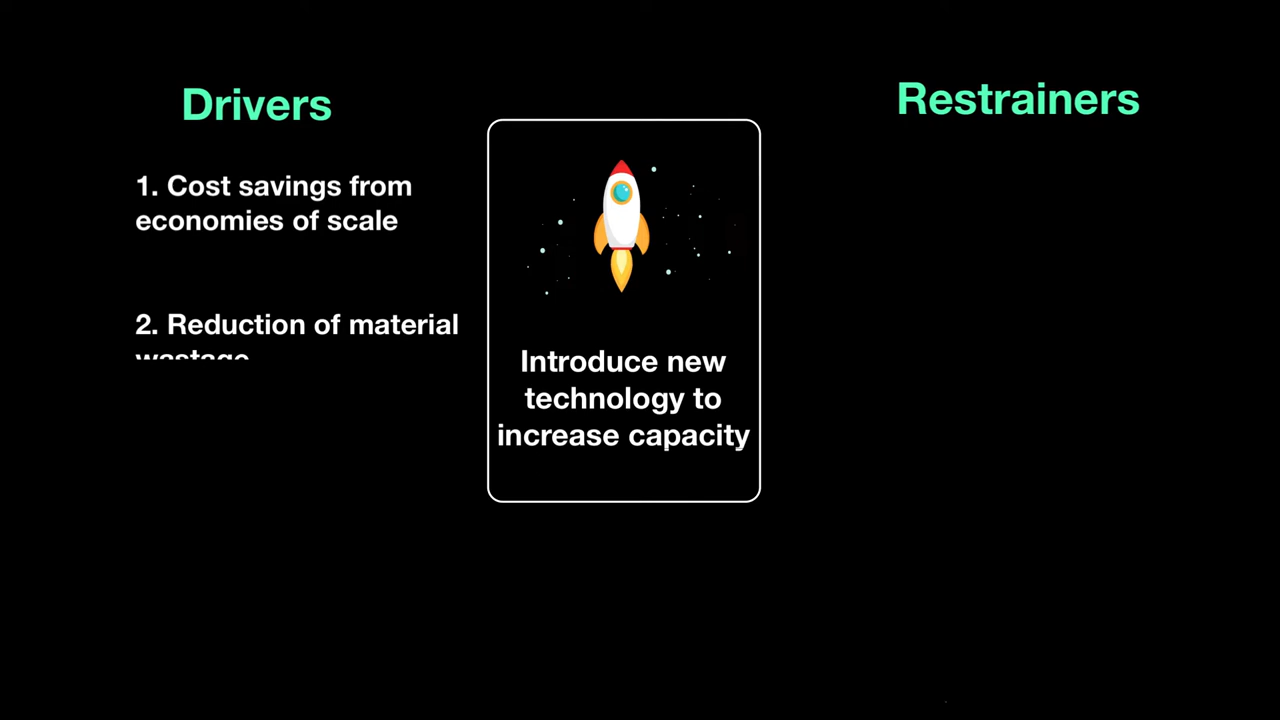 Drivers
Restrainers
1. Cost savings from
economies of scale
2. Reduction of material
wastage
Introduce new
technology to
increase capacity